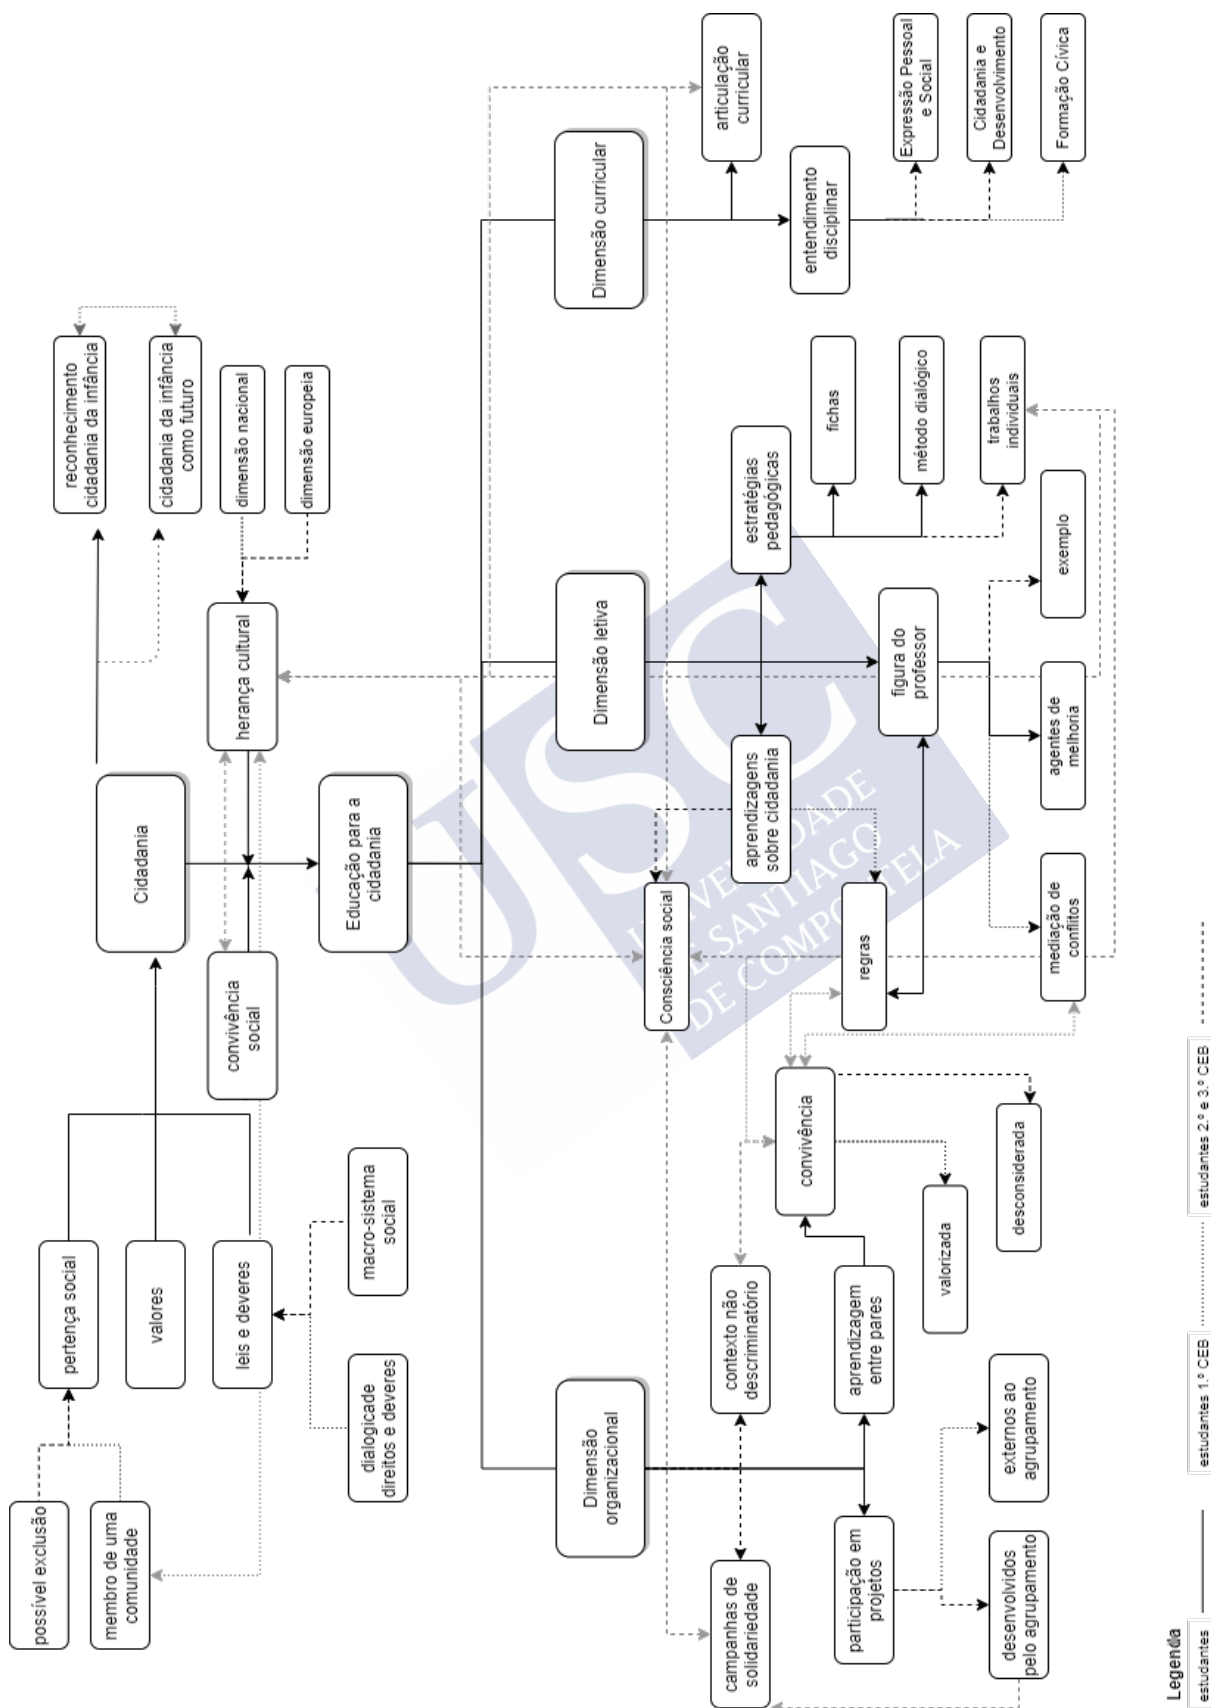 possível exclusão
membro de uma
comunidade
pertença social
valores
leis e deveres
dialogicade
direitos e deveres
macro-sistema
social
Cidadania
reconhecimento
cidadania da infância
cidadania da infância
como futuro
convivência
social
herança cultural
dimensão nacional
dimensão europeia
Educação para a
cidadania
Dimensão
organizacional
Dimensão letiva
Dimensão curricular
campanhas de
solidariedade
contexto não
descriminatório
participação em
projetos
aprendizagem
entre pares
desenvolvidos
pelo agrupamento
externos ao
agrupamento
convivência
valorizada
desconsiderada
Consciência social
aprendizagens
sobre cidadania
estratégias
pedagógicas
regras
figura do
professor
fichas
método dialógico
trabalhos
individuais
mediação de
conflitos
agentes de
melhoria
exemplo
articulação
curricular
entendimento
disciplinar
Expressão Pessoal
e Social
Cidadania e
Desenvolvimento
Formação Cívica
USC
UNIVERSIDADE
DE SANTIAGO
DE COMPOSTELA
Legenda
estudantes
estudantes 1.º CEB
estudantes 2.º e 3.º CEB